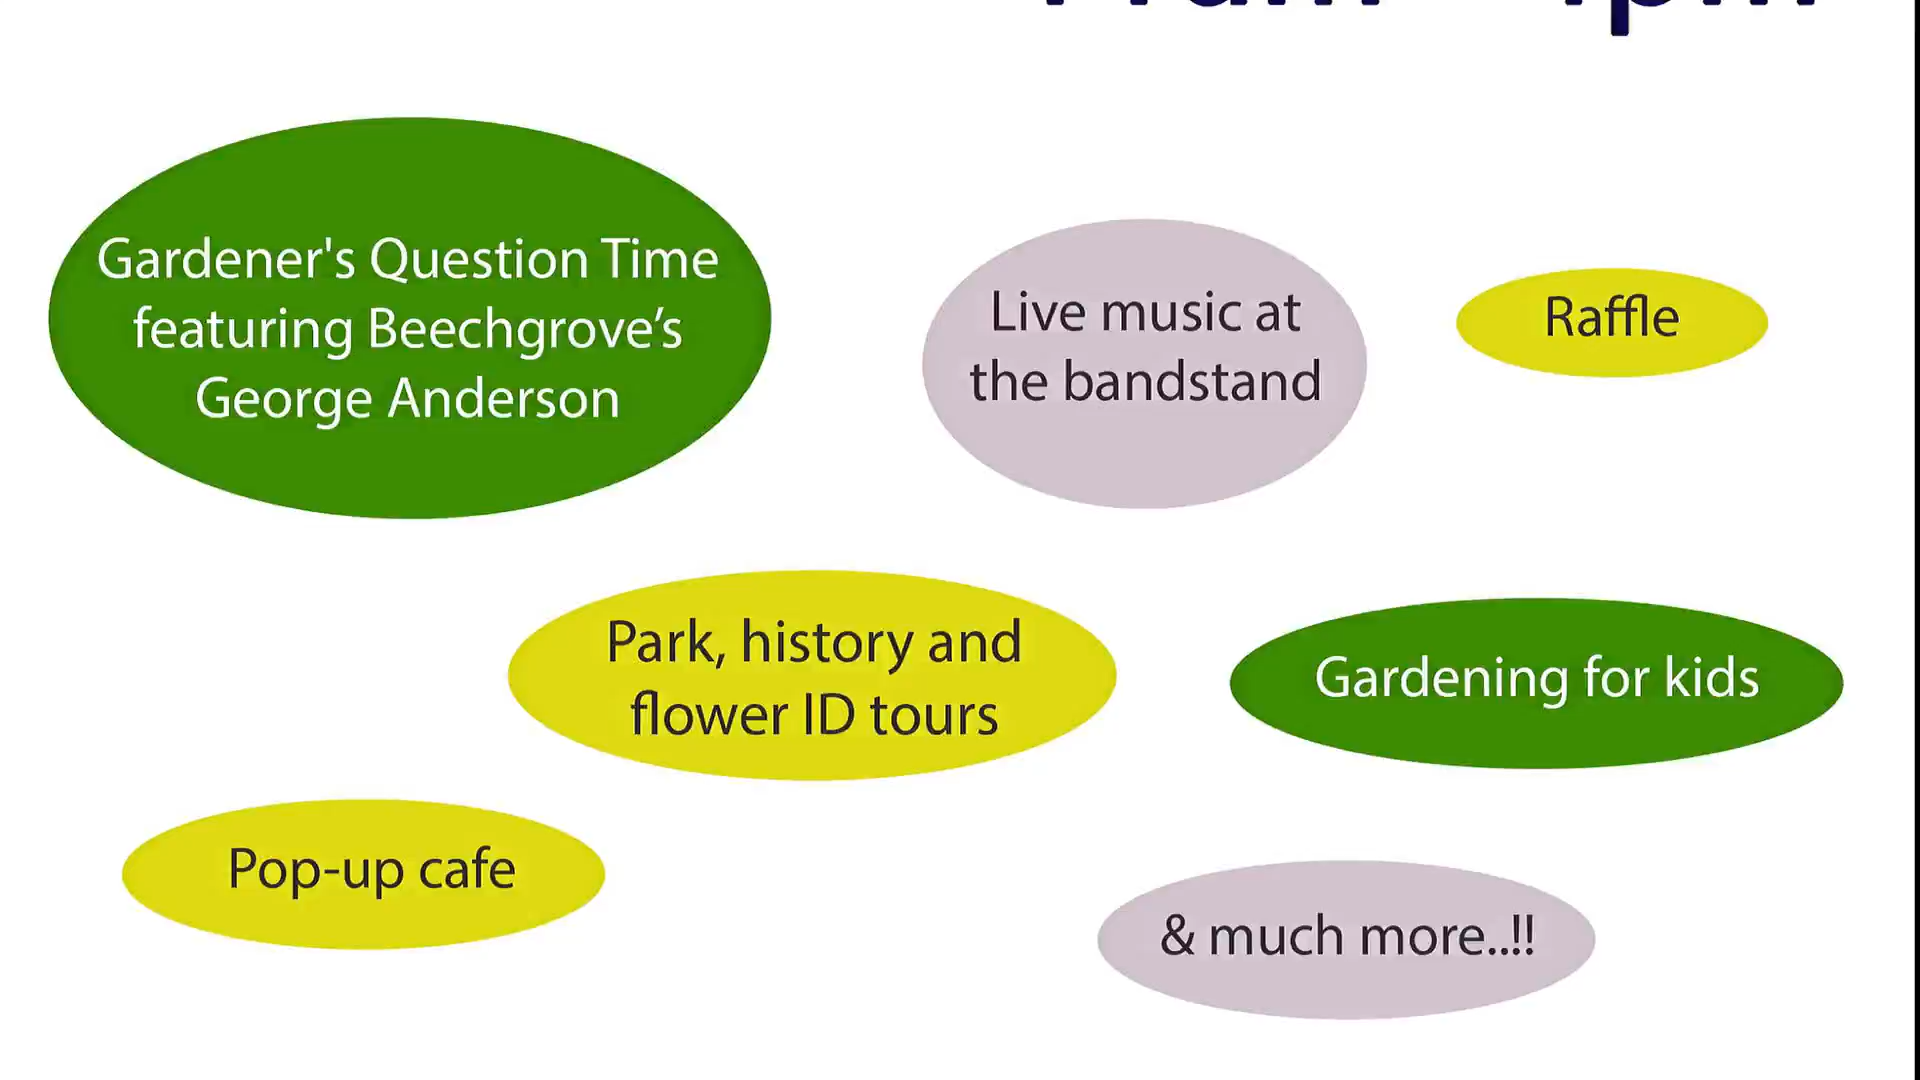 Gardener's Question Time
featuring Beechgrove’s
George Anderson
Live music at
the bandstand
Raffle
Park, history and
flower ID tours
Gardening for kids
Pop-up cafe
& much more..!!